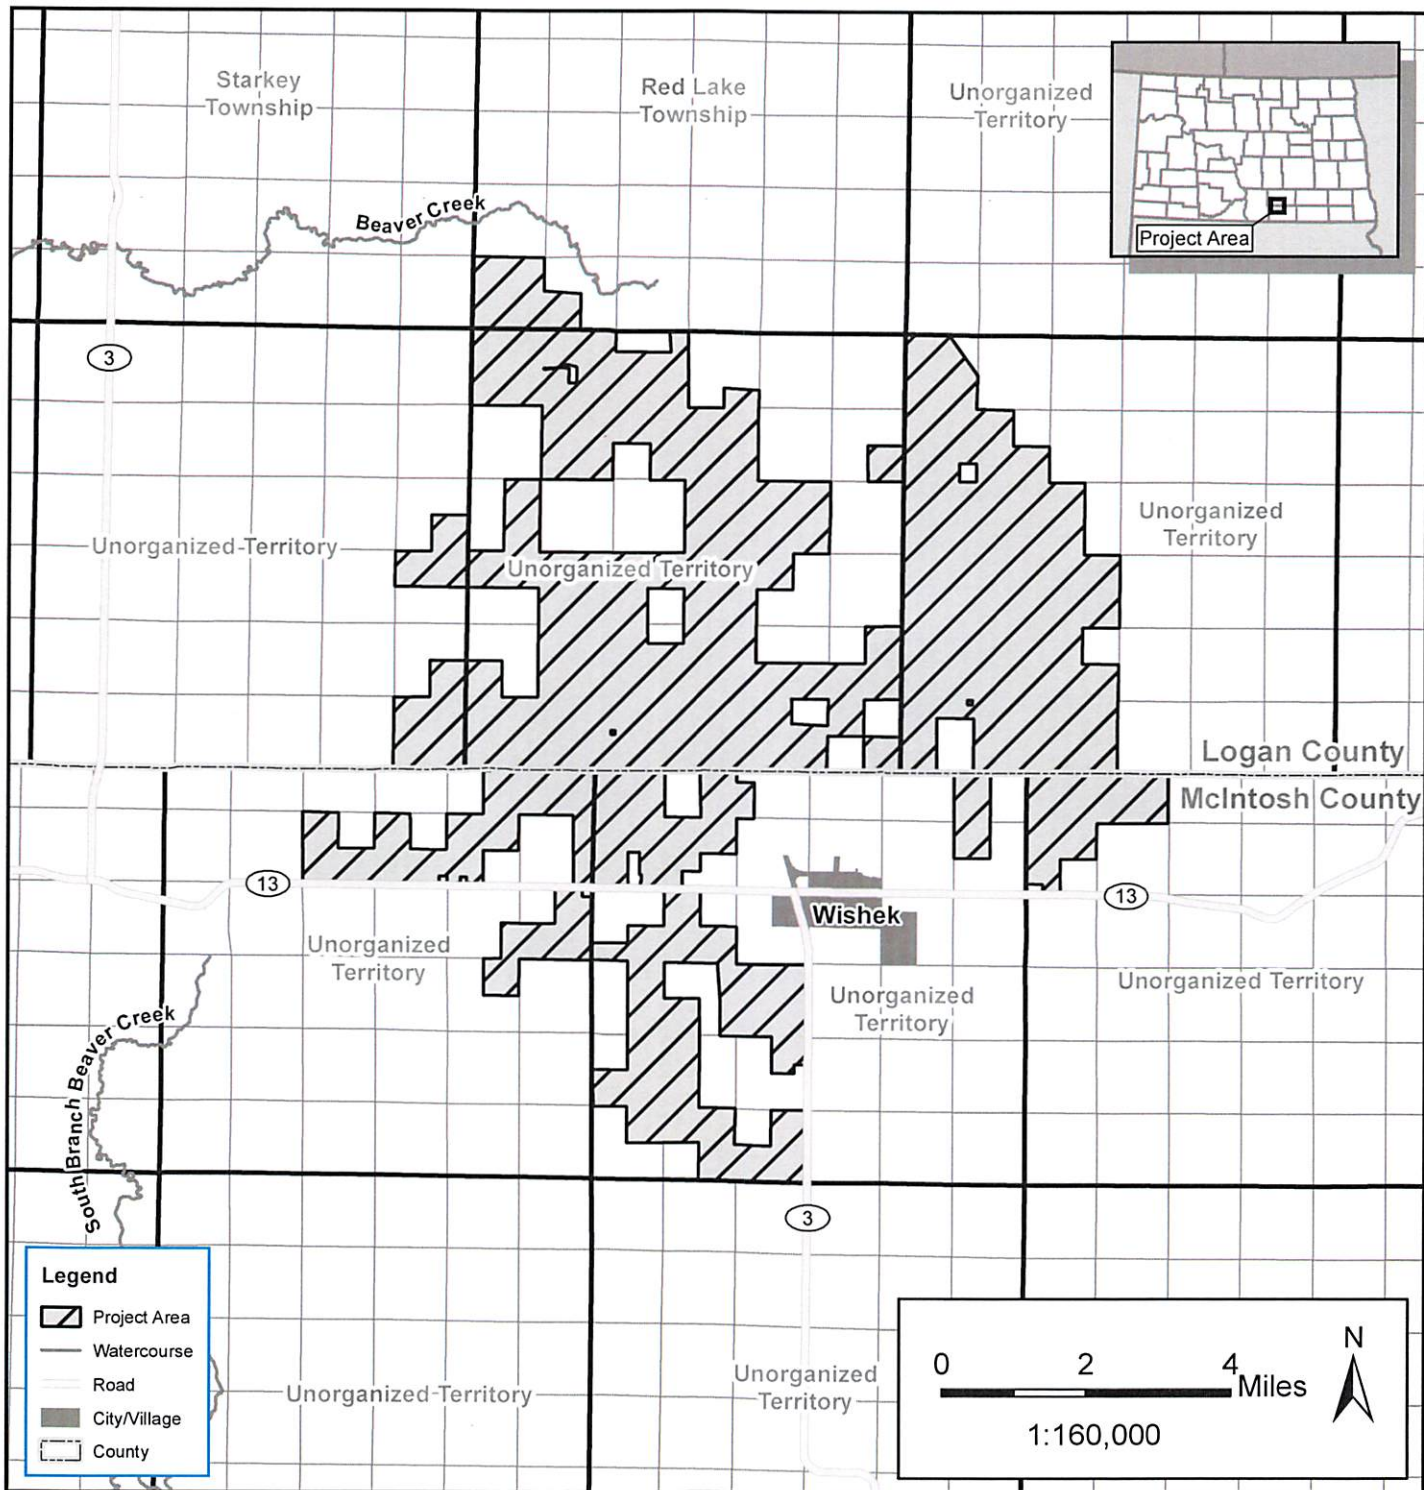 Starkey
Township
Red Lake
Township
Unorganized
Territory
Project Area
Beaver Creek
3
Unorganized Territory
Unorganized Territory
Unorganized
Territory
Logan County
McIntosh County
13
Wishek
13
Unorganized
Territory
Unorganized
Territory
Unorganized Territory
South Branch Beaver Creek
3
Legend
Project Area
Watercourse
Road
City/Village
County
Unorganized Territory
Unorganized
Territory
0 2 4
Miles
1:160,000
N